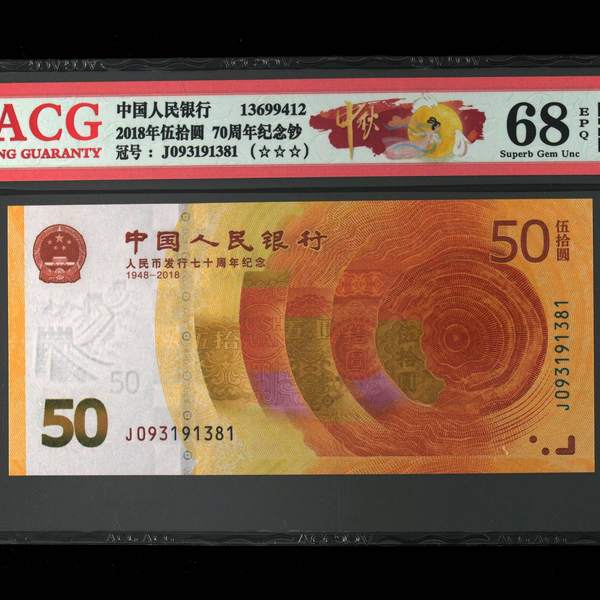 ACG
NG GUARANTY
中国人民银行 13699412
2018年伍拾圆 70周年纪念钞
冠号：J093191381 (☆☆☆)
中秋
68
EPQ
Superb Gem Unc
中国人民银行
人民币发行七十周年纪念
1948-2018
50
伍拾圆
50
50
J093191381
J093191381
伍拾圆